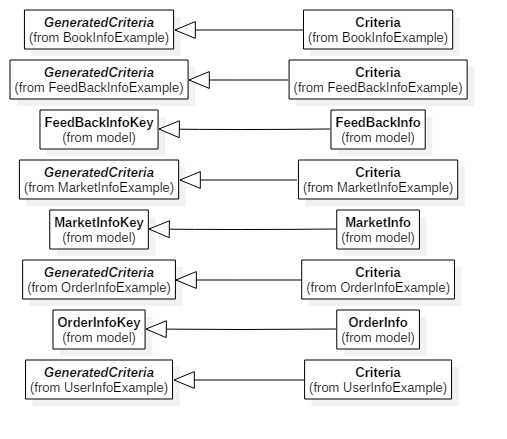 GeneratedCriteria
(from BookInfoExample)
Criteria
(from BookInfoExample)
GeneratedCriteria
(from FeedBackInfoExample)
Criteria
(from FeedBackInfoExample)
FeedBackInfoKey
(from model)
FeedBackInfo
(from model)
GeneratedCriteria
(from MarketInfoExample)
Criteria
(from MarketInfoExample)
MarketInfoKey
(from model)
MarketInfo
(from model)
GeneratedCriteria
(from OrderInfoExample)
Criteria
(from OrderInfoExample)
OrderInfoKey
(from model)
OrderInfo
(from model)
GeneratedCriteria
(from UserInfoExample)
Criteria
(from UserInfoExample)